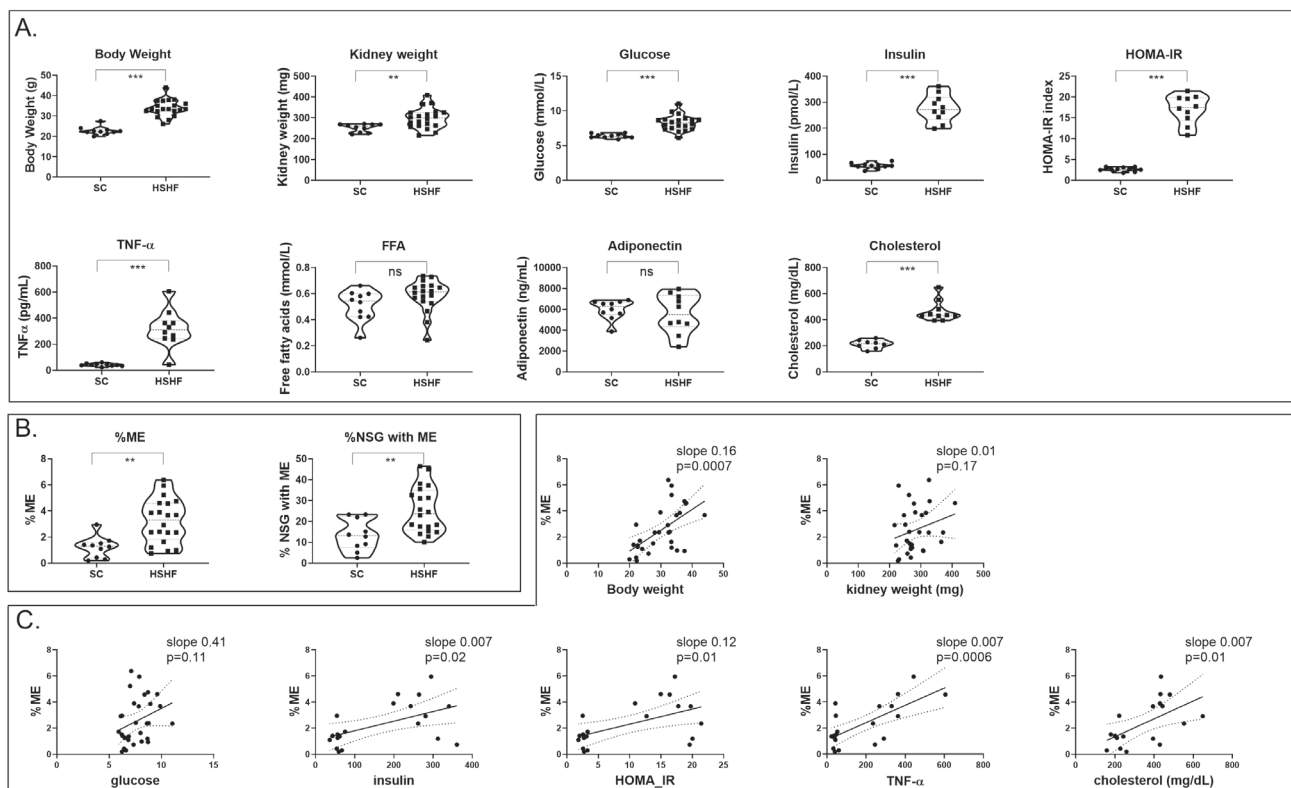 A.
Body Weight
Body Weight (g)
50
40
30
20
10
0
***
SC
HSHF
Kidney weight
Kidney weight (mg)
500
400
300
200
100
0
**
SC
HSHF
Glucose
Glucose (mmol/L)
15
10
5
0
***
SC
HSHF
Insulin
Insulin (pmol/L)
400
300
200
100
0
***
SC
HSHF
HOMA-IR
HOMA-IR index
25
20
15
10
5
0
***
SC
HSHF
TNF-α
TNFα (pg/mL)
800
600
400
200
0
***
SC
HSHF
FFA
Free fatty acids (mmol/L)
0.8
0.6
0.4
0.2
0.0
ns
SC
HSHF
Adiponectin
Adiponectin (ng/mL)
10000
8000
6000
4000
2000
0
ns
SC
HSHF
Cholesterol
Cholesterol (mg/dL)
800
600
400
200
0
***
SC
HSHF
B.
%ME
%ME
8
6
4
2
0
**
SC
HSHF
%NSG with ME
% NSG with ME
50
40
30
20
10
0
**
SC
HSHF
slope 0.16
p=0.0007
%ME
8
6
4
2
0
0 10 20 30 40 50
Body weight
slope 0.01
p=0.17
%ME
8
6
4
2
0
0 100 200 300 400 500
kidney weight (mg)
C.
slope 0.41
p=0.11
%ME
8
6
4
2
0
0 5 10 15
glucose
slope 0.007
p=0.02
%ME
8
6
4
2
0
0 100 200 300 400
insulin
slope 0.12
p=0.01
%ME
8
6
4
2
0
0 5 10 15 20 25
HOMA_IR
slope 0.007
p=0.0006
%ME
8
6
4
2
0
0 200 400 600 800
TNF-α
slope 0.007
p=0.01
%ME
8
6
4
2
0
0 200 400 600 800
cholesterol (mg/dL)